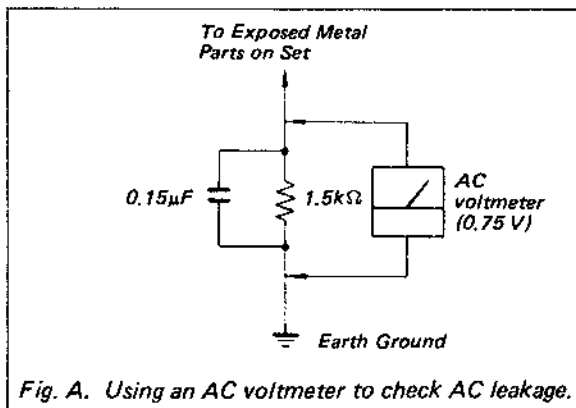 To Exposed Metal
Parts on Set
0.15µF
1.5kΩ
AC
voltmeter
(0.75 V)
Earth Ground
Fig. A. Using an AC voltmeter to check AC leakage.